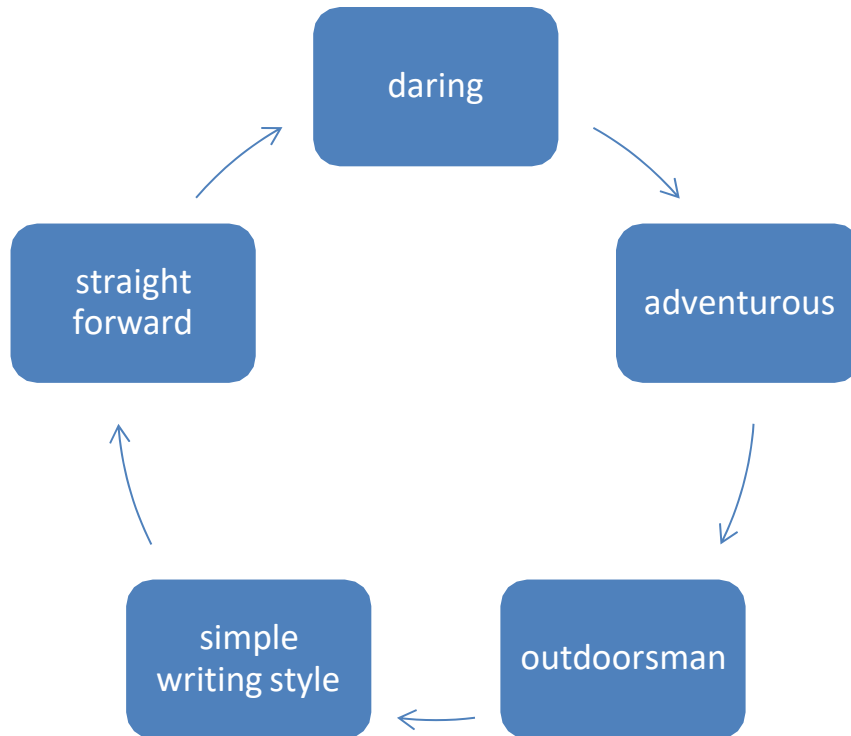 daring
adventurous
outdoorsman
simple
writing style
straight
forward